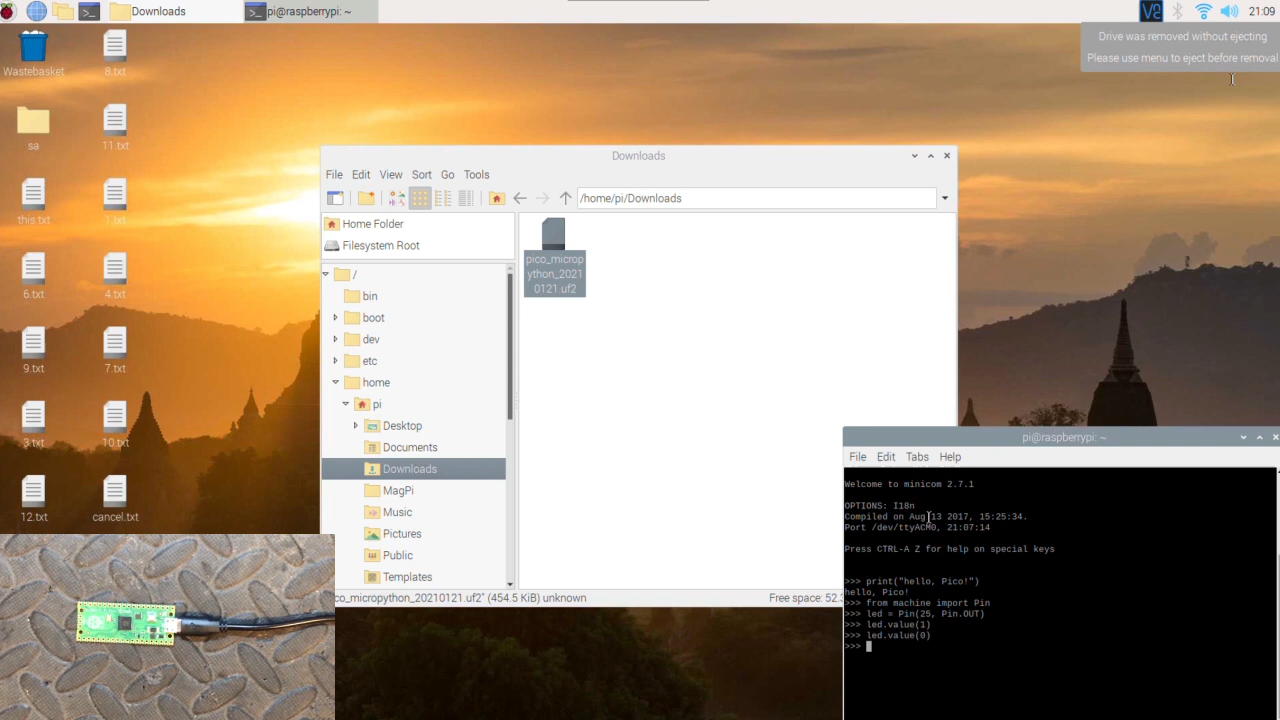 Downloads
pi@raspberrypi: ~
21:09
Drive was removed without ejecting
Please use menu to eject before removal
Wastebasket
8.txt
sa
11.txt
this.txt
1.txt
6.txt
4.txt
9.txt
7.txt
3.txt
10.txt
12.txt
cancel.txt
Downloads
File Edit View Sort Go Tools
/home/pi/Downloads
Home Folder
Filesystem Root
/
bin
boot
dev
etc
home
pi
Desktop
Documents
Downloads
MagPi
Music
Pictures
Public
Templates
pico_microp
ython_2021
0121.uf2
co_micropython_20210121.uf2" (454.5 KiB) unknown
Free space: 52.
pi@raspberrypi: ~
File Edit Tabs Help
Welcome to minicom 2.7.1
OPTIONS: I18n
Compiled on Aug 13 2017, 15:25:34.
Port /dev/ttyACM0, 21:07:14
Press CTRL-A Z for help on special keys
>>> print("hello, Pico!")
hello, Pico!
>>> from machine import Pin
>>> led = Pin(25, Pin.OUT)
>>> led.value(1)
>>> led.value(0)
>>>